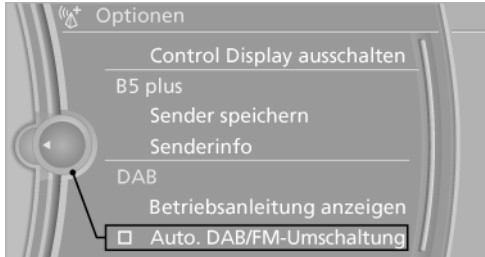 Optionen
Control Display ausschalten
B5 plus
Sender speichern
Senderinfo
DAB
Betriebsanleitung anzeigen
Auto. DAB/FM-Umschaltung